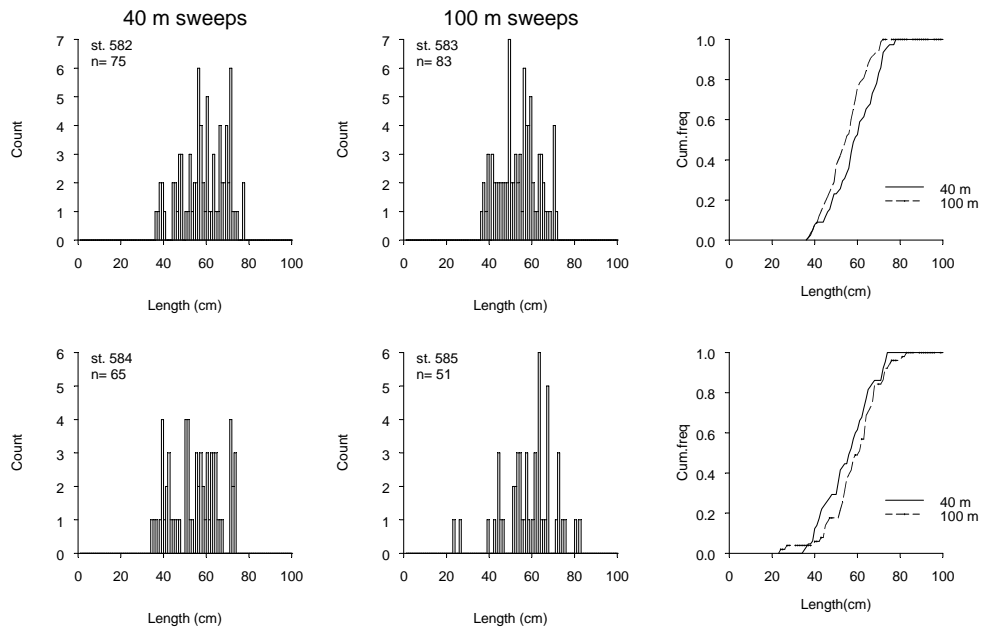 40 m sweeps
100 m sweeps
st. 582
n= 75
Count
7
6
5
4
3
2
1
0
0 20 40 60 80 100
Length (cm)
st. 583
n= 83
Count
7
6
5
4
3
2
1
0
0 20 40 60 80 100
Length (cm)
Cum.freq
1.0
0.8
0.6
0.4
0.2
0.0
40 m
100 m
0 20 40 60 80 100
Length(cm)
st. 584
n= 65
Count
6
5
4
3
2
1
0
0 20 40 60 80 100
Length (cm)
st. 585
n= 51
Count
6
5
4
3
2
1
0
0 20 40 60 80 100
Length (cm)
Cum.freq
1.0
0.8
0.6
0.4
0.2
0.0
40 m
100 m
0 20 40 60 80 100
Length(cm)